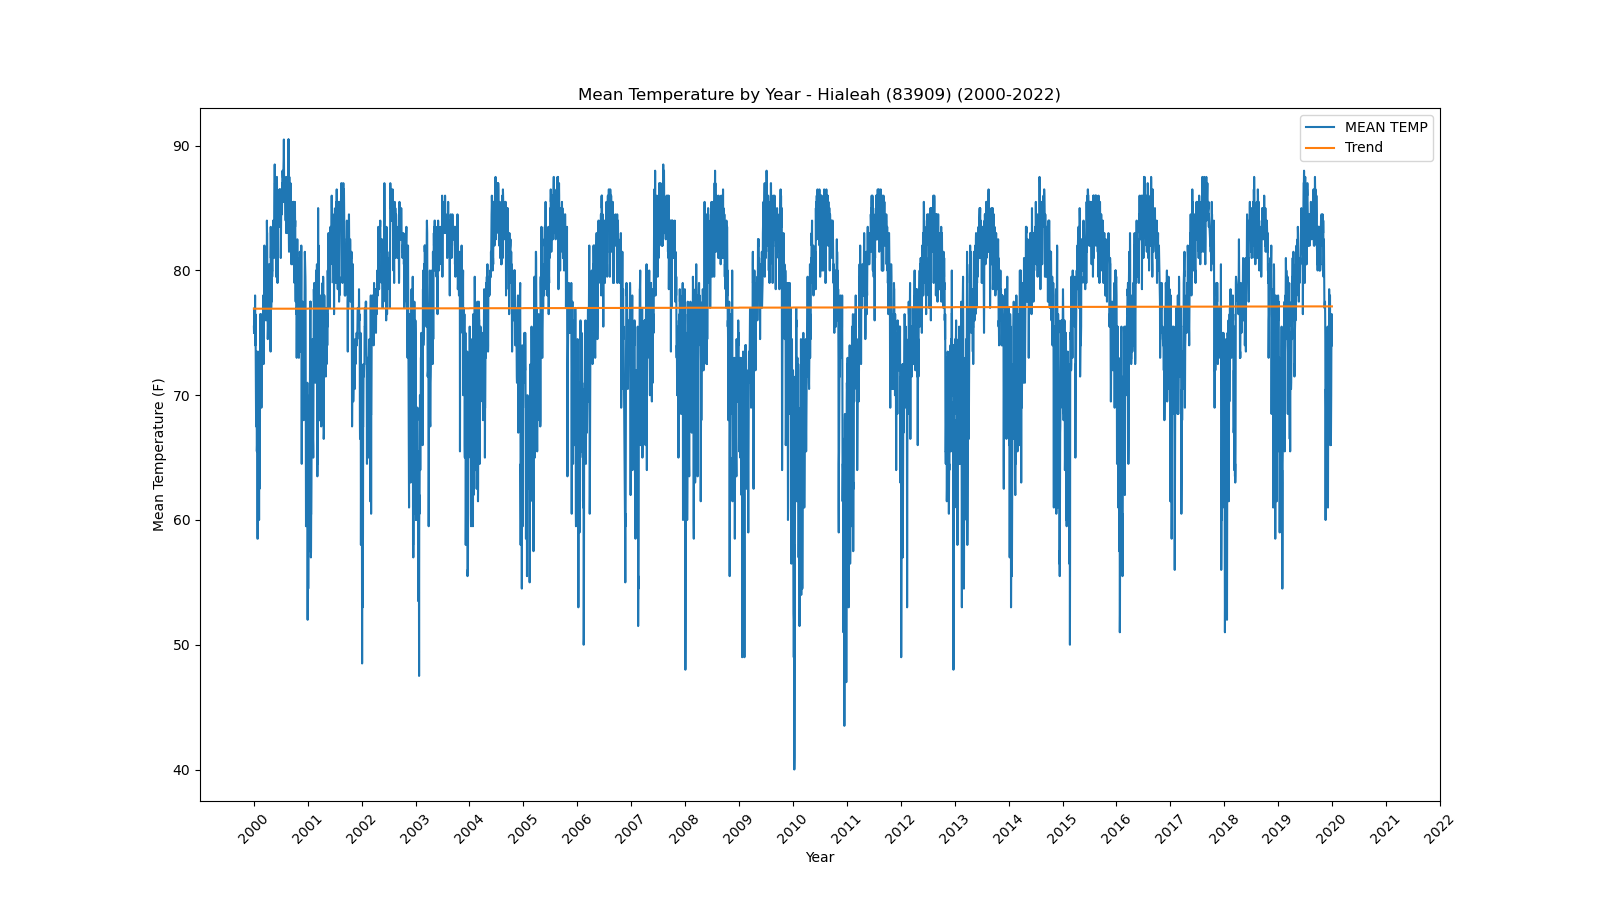 Mean Temperature by Year - Hialeah (83909) (2000-2022)
MEAN TEMP
Trend
90
80
70
60
50
40
Mean Temperature (F)
2000 2001 2002 2003 2004 2005 2006 2007 2008 2009 2010 2011 2012 2013 2014 2015 2016 2017 2018 2019 2020 2021 2022
Year